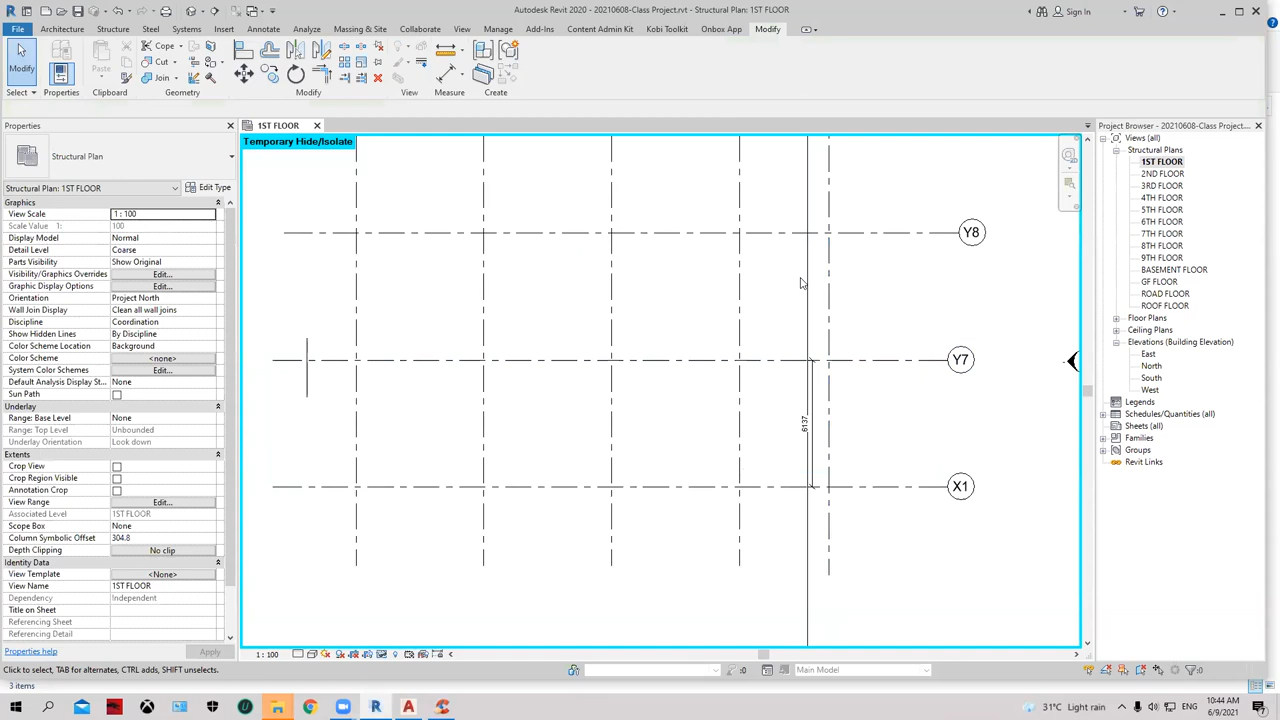 Autodesk Revit 2020 - 20210608-Class Project.rvt - Structural Plan: 1ST FLOOR
Sign In
File Architecture Structure Steel Systems Insert Annotate Analyze Massing & Site Collaborate View Manage Add-Ins Content Admin Kit Kobi Toolkit Onbox App Modify
Modify Properties Paste Cope Cut Join
Select Properties Clipboard Geometry Modify View Measure Create
Properties
Structural Plan
Structural Plan: 1ST FLOOR Edit Type
Graphics
View Scale 1 : 100
Scale Value 1: 100
Display Model Normal
Detail Level Coarse
Parts Visibility Show Original
Visibility/Graphics Overrides Edit...
Graphic Display Options Edit...
Orientation Project North
Wall Join Display Clean all wall joins
Discipline Coordination
Show Hidden Lines By Discipline
Color Scheme Location Background
Color Scheme <none>
System Color Schemes Edit...
Default Analysis Display St... None
Sun Path
Underlay
Range: Base Level None
Range: Top Level Unbounded
Underlay Orientation Look down
Extents
Crop View
Crop Region Visible
Annotation Crop
View Range Edit...
Associated Level 1ST FLOOR
Scope Box None
Column Symbolic Offset 304.8
Depth Clipping No clip
Identity Data
View Template <None>
View Name 1ST FLOOR
Dependency Independent
Title on Sheet
Referencing Sheet
Referencing Detail
Properties help Apply
1ST FLOOR
Temporary Hide/Isolate
Y8
Y7
6137
X1
1 : 100
Project Browser - 20210608-Class Project...
Views (all)
Structural Plans
1ST FLOOR
2ND FLOOR
3RD FLOOR
4TH FLOOR
5TH FLOOR
6TH FLOOR
7TH FLOOR
8TH FLOOR
9TH FLOOR
BASEMENT FLOOR
GF FLOOR
ROAD FLOOR
ROOF FLOOR
Floor Plans
Ceiling Plans
Elevations (Building Elevation)
East
North
South
West
Legends
Schedules/Quantities (all)
Sheets (all)
Families
Groups
Revit Links
Click to select, TAB for alternates, CTRL adds, SHIFT unselects. :0 Main Model :0
3 items
31°C Light rain 10:44 AM
6/9/2021